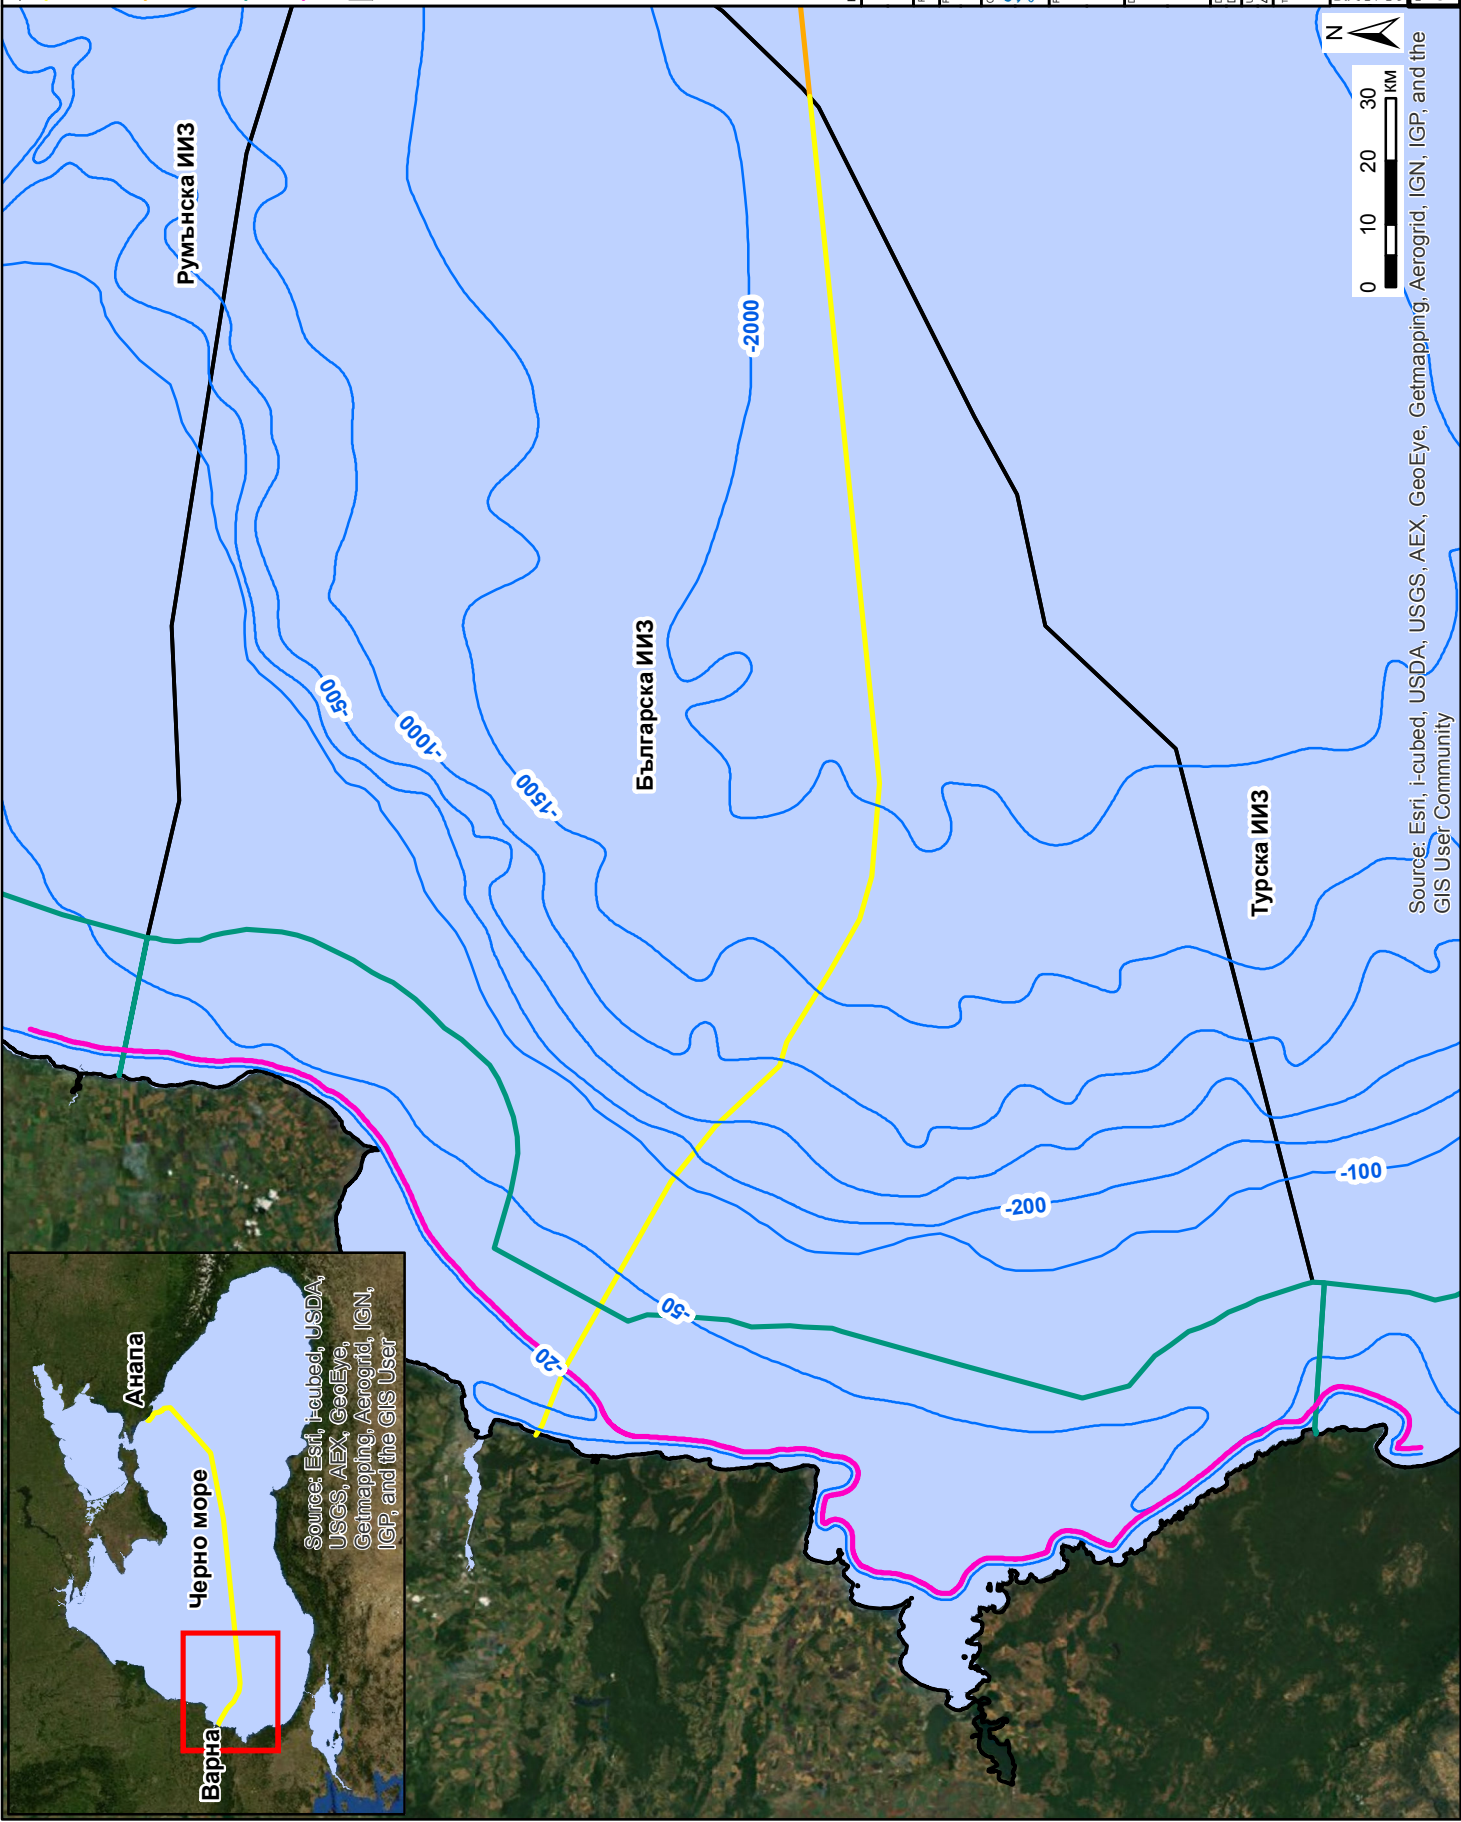 Румънска ИИЗ
-500
-1000
-1500
Българска ИИЗ
-2000
Турска ИИЗ
-200
-100
-50
-20
Анапа
Черно море
Варна
Source: Esri, i-cubed, USDA,
USGS, AEX, GeoEye,
Getmapping, Aerogrid, IGN,
IGP, and the GIS User
N
0 10 20 30
КМ
Source: Esri, i-cubed, USDA, USGS, AEX, GeoEye, Getmapping, Aerogrid, IGN, IGP, and the
GIS User Community